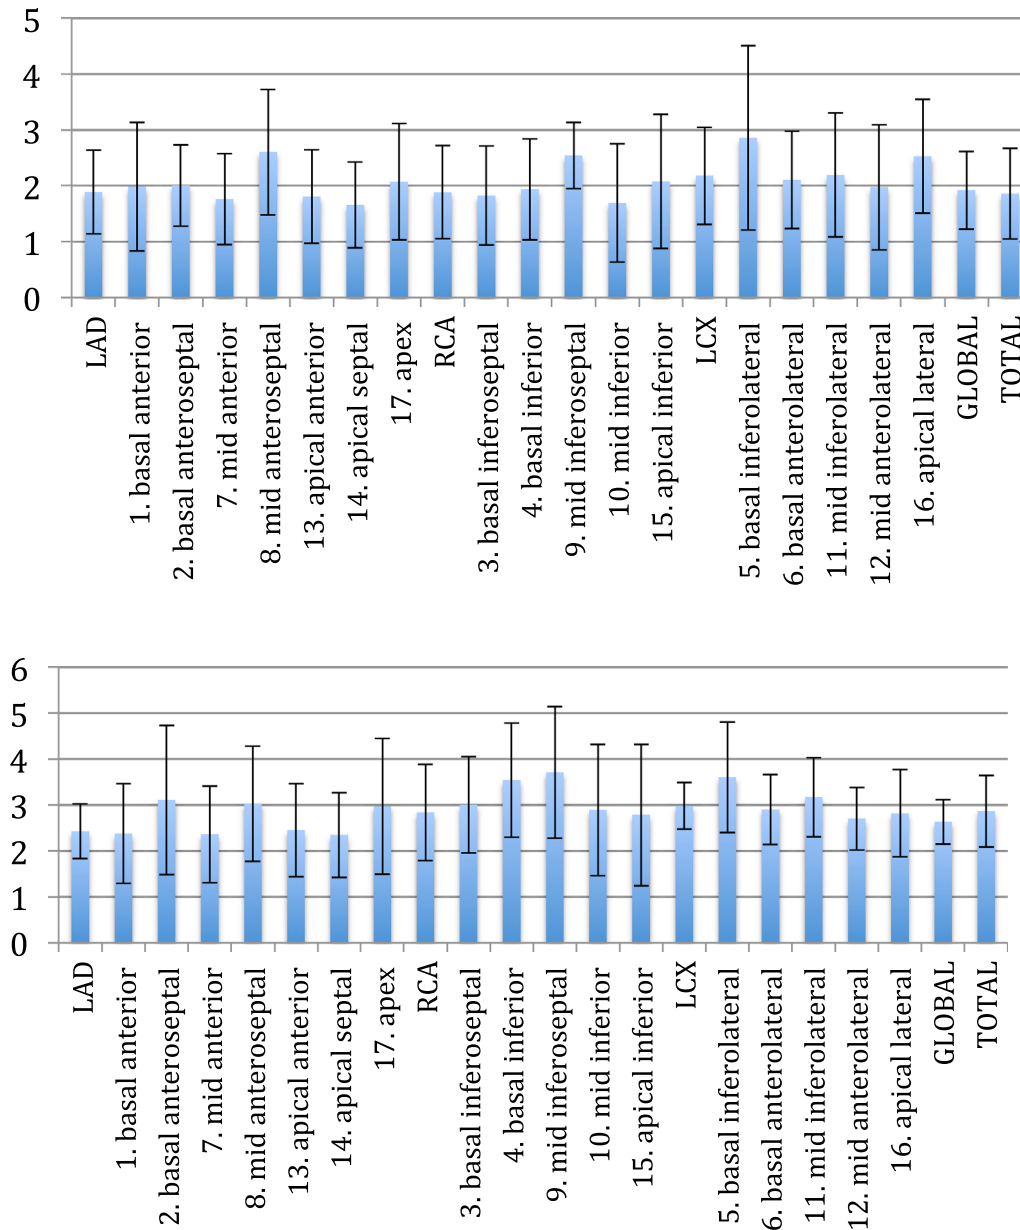 5
4
3
2
1
0
LAD
1. basal anterior
2. basal anteroseptal
7. mid anterior
8. mid anteroseptal
13. apical anterior
14. apical septal
17. apex
RCA
3. basal inferoseptal
4. basal inferior
9. mid inferoseptal
10. mid inferior
15. apical inferior
LCX
5. basal inferolateral
6. basal anterolateral
11. mid inferolateral
12. mid anterolateral
16. apical lateral
GLOBAL
TOTAL
6
5
4
3
2
1
0
LAD
1. basal anterior
2. basal anteroseptal
7. mid anterior
8. mid anteroseptal
13. apical anterior
14. apical septal
17. apex
RCA
3. basal inferoseptal
4. basal inferior
9. mid inferoseptal
10. mid inferior
15. apical inferior
LCX
5. basal inferolateral
6. basal anterolateral
11. mid inferolateral
12. mid anterolateral
16. apical lateral
GLOBAL
TOTAL